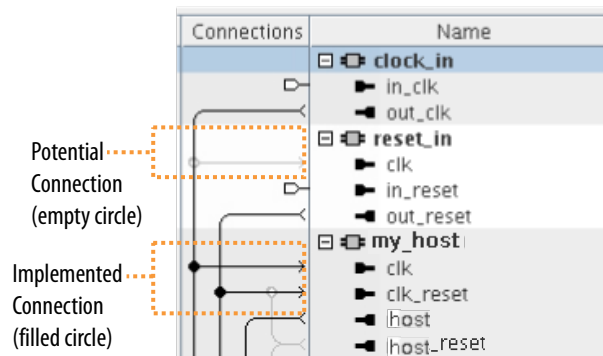 Connections Name
clock_in
in_clk
out_clk
reset_in
Potential
Connection
(empty circle)
clk
in_reset
out_reset
my_host
Implemented
Connection
(filled circle)
clk
clk_reset
host
host_reset